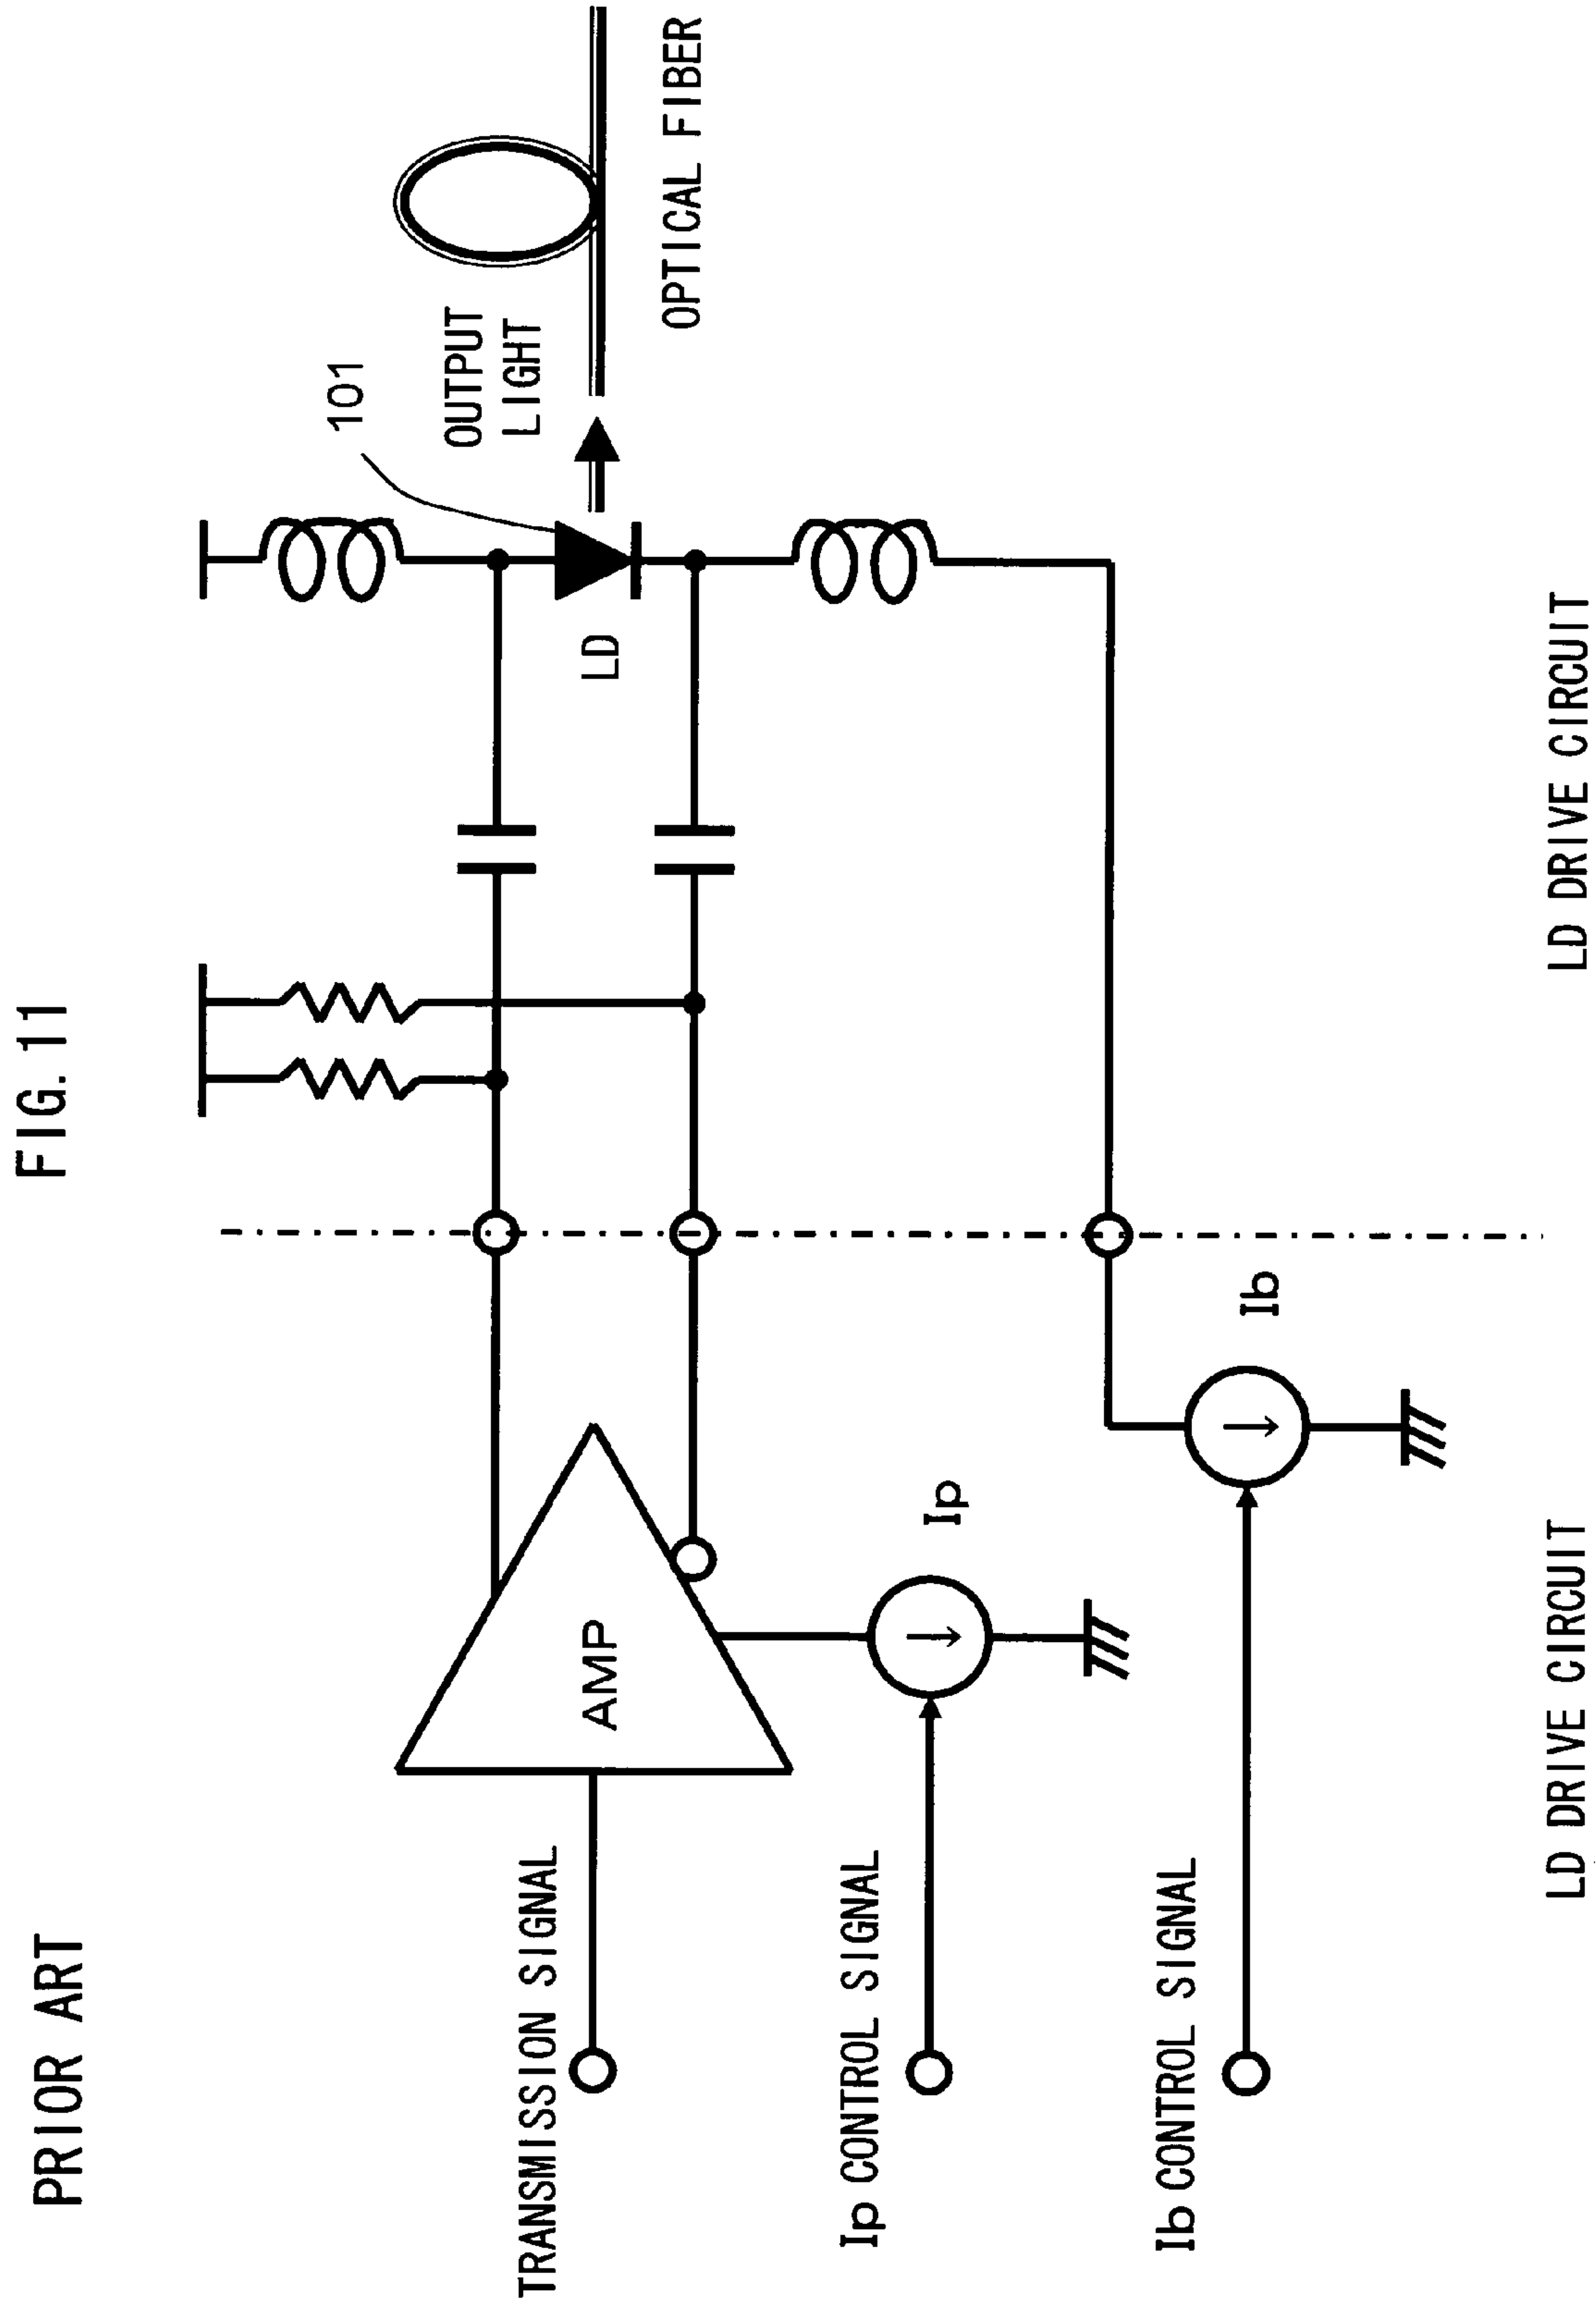 PRIOR ART
FIG.11
101
OUTPUT
LIGHT
OPTICAL FIBER
LD
TRANSMISSION SIGNAL
AMP
Ip
Ip CONTROL SIGNAL
Ib
Ib CONTROL SIGNAL
LD DRIVE CIRCUIT
LD DRIVE CIRCUIT